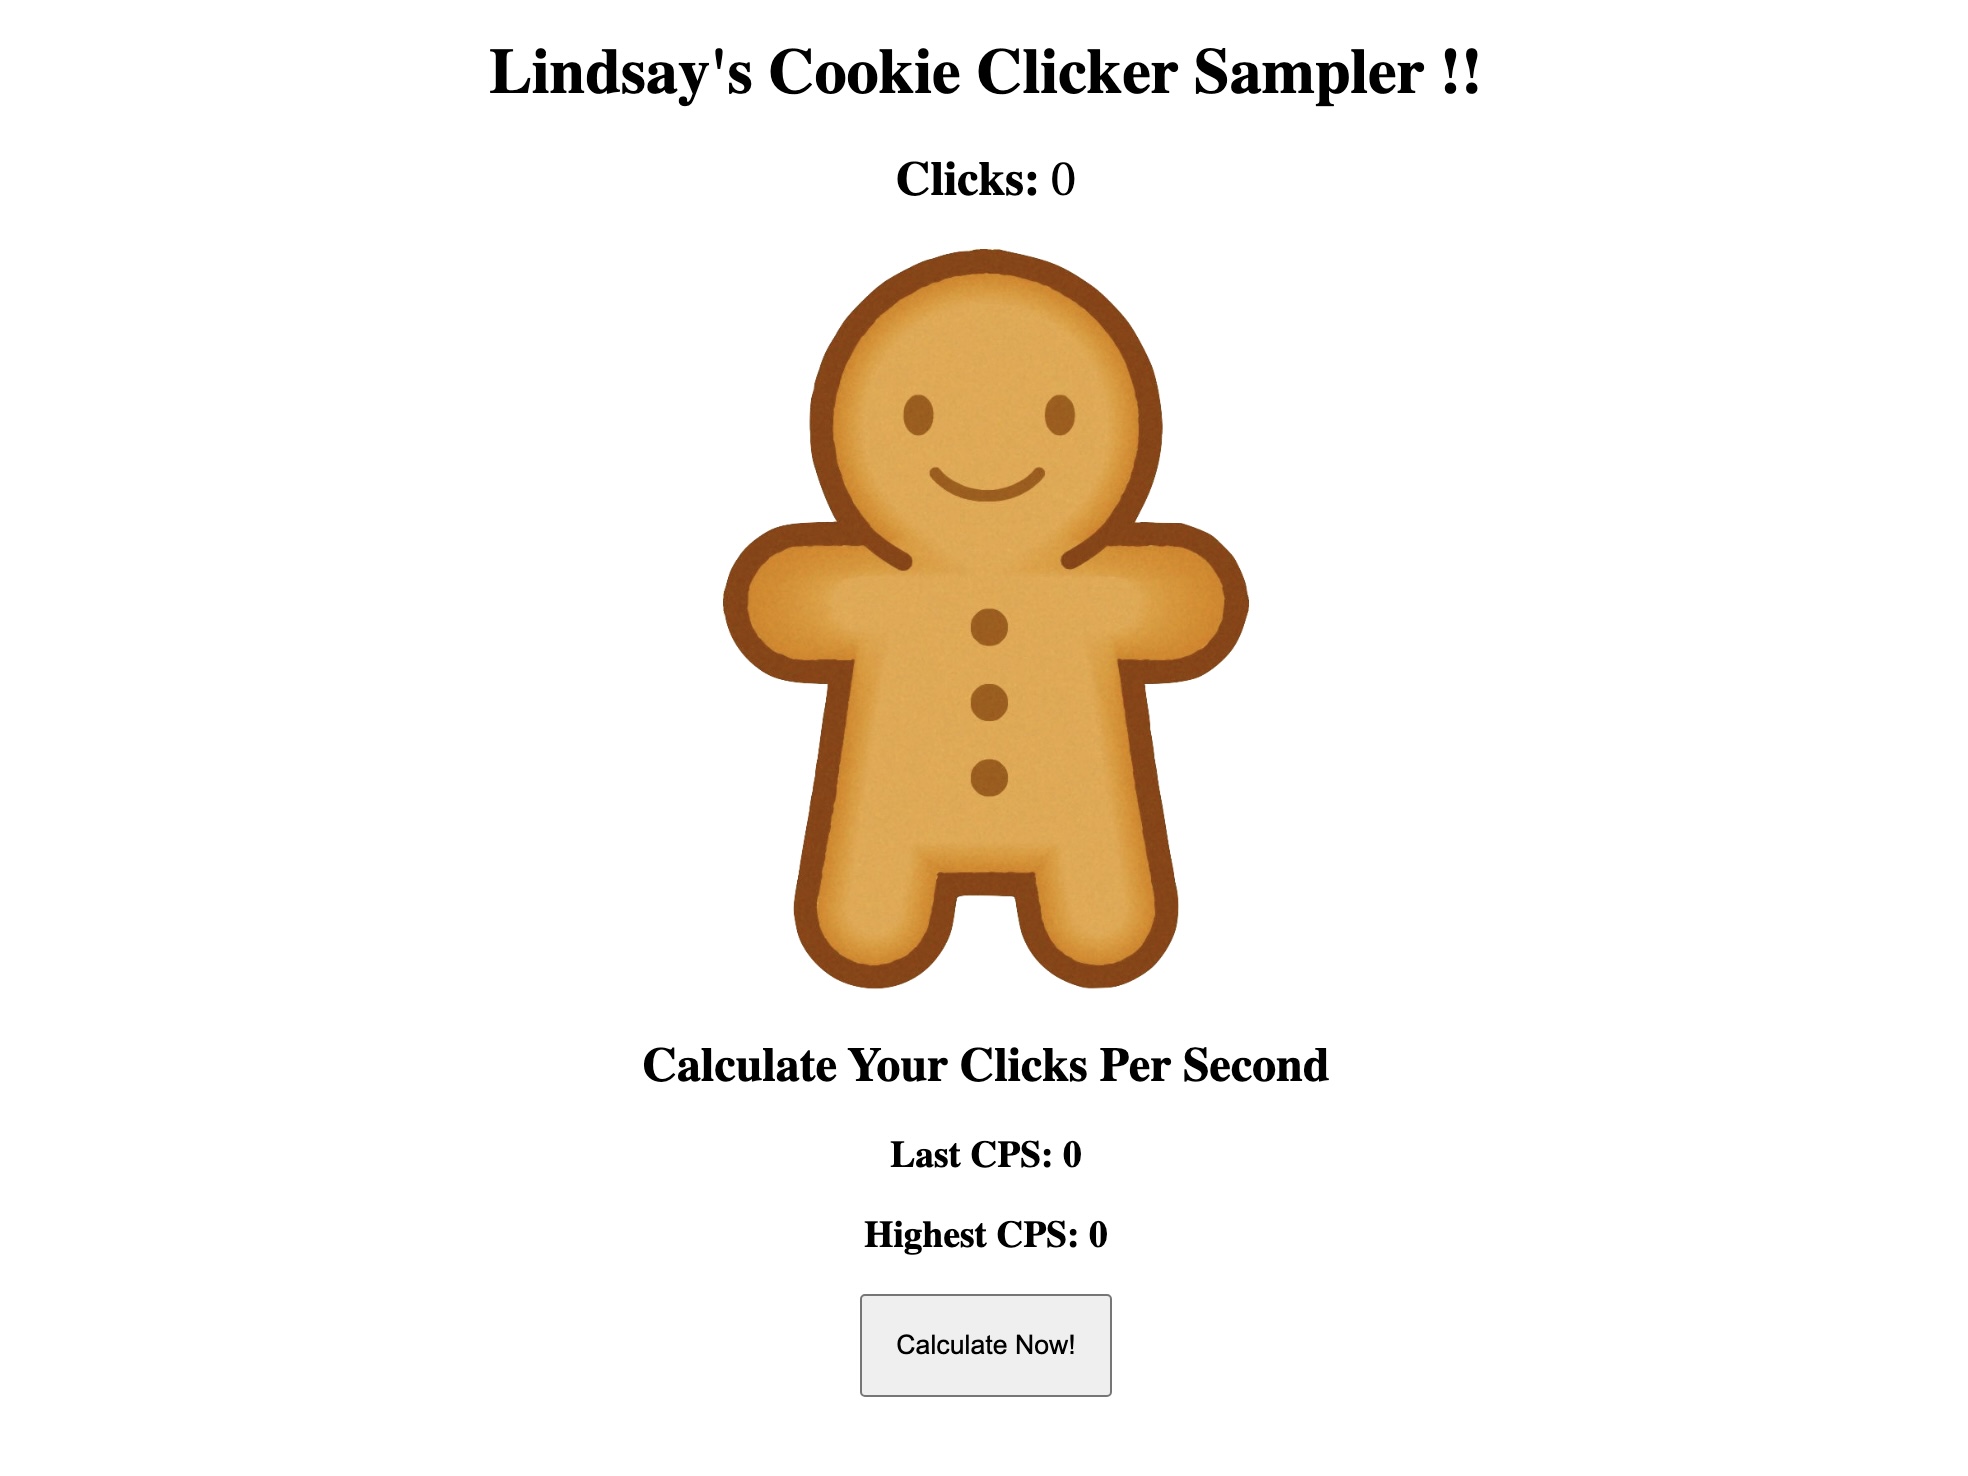 Lindsay's Cookie Clicker Sampler !!
Clicks: 0
Calculate Your Clicks Per Second
Last CPS: 0
Highest CPS: 0
Calculate Now!